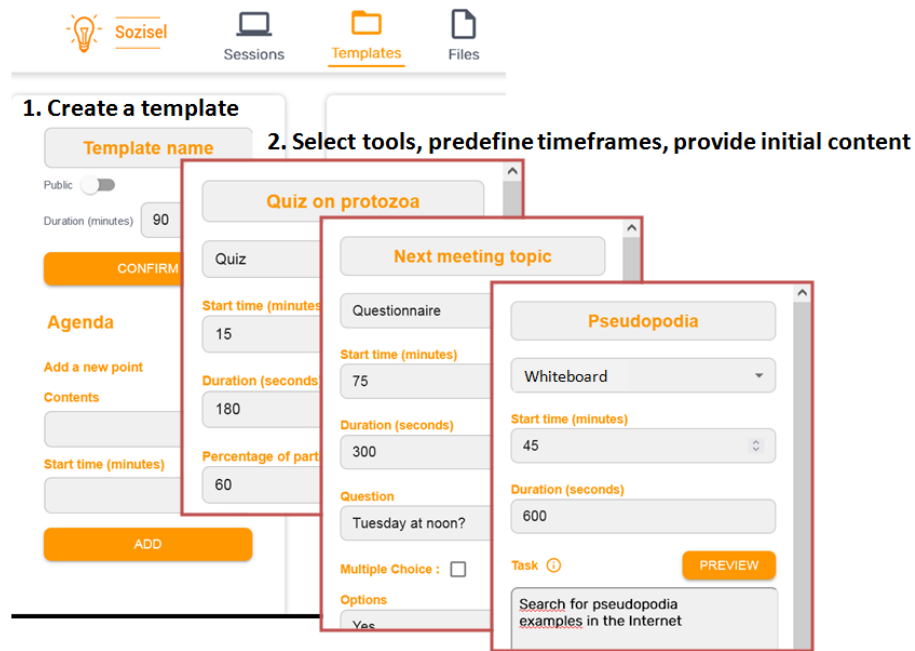 Sozisel
Sessions
Templates
Files
1. Create a template
2. Select tools, predefine timeframes, provide initial content
Template name
Public
Duration (minutes) 90
CONFIRM
Agenda
Add a new point
Contents
Start time (minutes)
ADD
Quiz on protozoa
Quiz
Start time (minutes
15
Duration (seconds
180
Percentage of part
60
Next meeting topic
Questionnaire
Start time (minutes)
75
Duration (seconds)
300
Question
Tuesday at noon?
Multiple Choice :
Options
Yes
Pseudopodia
Whiteboard
Start time (minutes)
45
Duration (seconds)
600
Task
PREVIEW
Search for pseudopodia
examples in the Internet